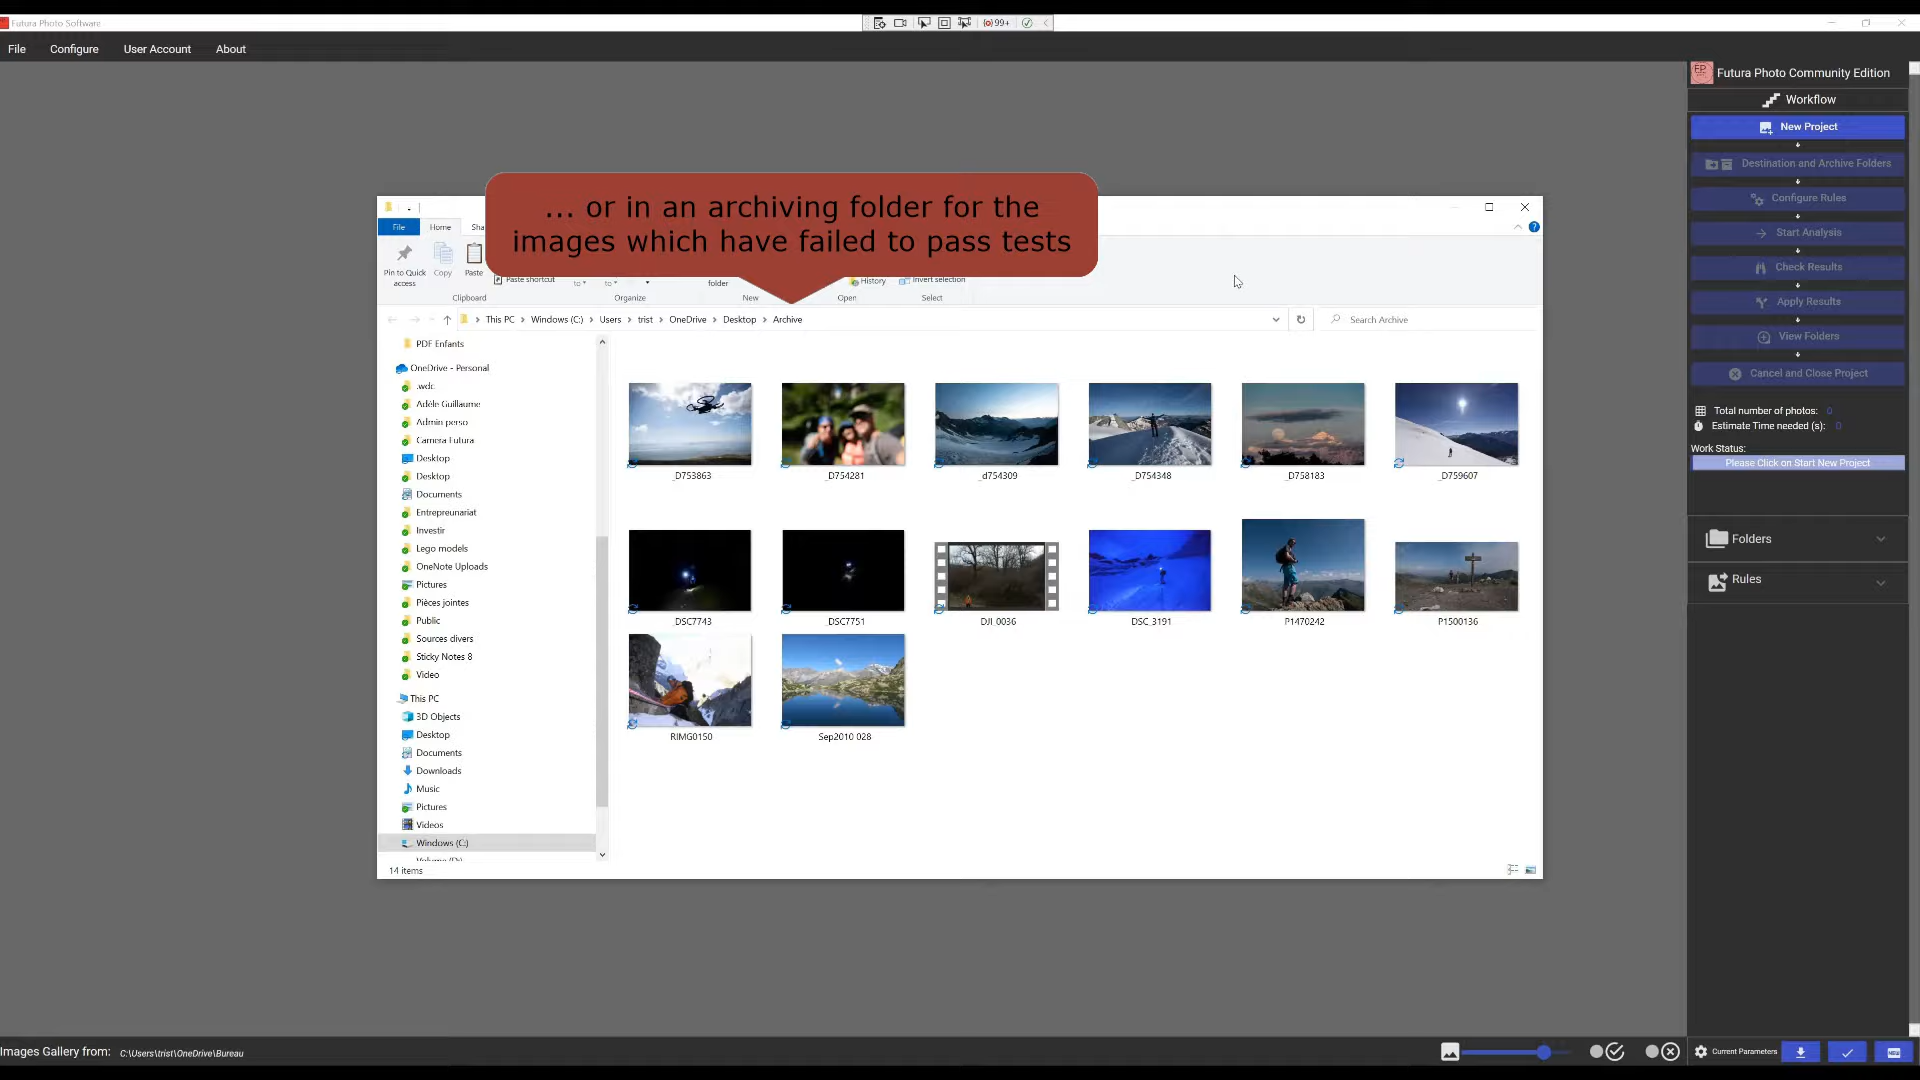 Futura Photo Software
99+
File
Configure
User Account
About
Futura Photo Community Edition
Workflow
New Project
Destination and Archive Folders
Configure Rules
Start Analysis
Check Results
Apply Results
View Folders
Cancel and Close Project
Total number of photos: 0
Estimate Time needed (s): 0
Work Status:
Please Click on Start New Project
Folders
Rules
... or in an archiving folder for the
images which have failed to pass tests
File
Home
Sha
Pin to Quick
access
Copy
Paste
Paste shortcut
to
to
folder
History
Invert selection
Clipboard
Organize
New
Open
Select
This PC > Windows (C:) > Users > trist > OneDrive > Desktop > Archive
Search Archive
PDF Enfants
OneDrive - Personal
.wdc
Adèle Guillaume
Admin perso
Camera Futura
Desktop
Desktop
Documents
Entrepreunariat
Investir
Lego models
OneNote Uploads
Pictures
Pièces jointes
Public
Sources divers
Sticky Notes 8
Video
This PC
3D Objects
Desktop
Documents
Downloads
Music
Pictures
Videos
Windows (C:)
_D753863
_D754281
_d754309
_D754348
_D758183
_D759607
DSC7743
DSC7751
DJI_0036
DSC_3191
P1470242
P1500136
RIMG0150
Sep2010 028
14 items
Images Gallery from:
C:\Users\trist\OneDrive\Bureau
Current Parameters